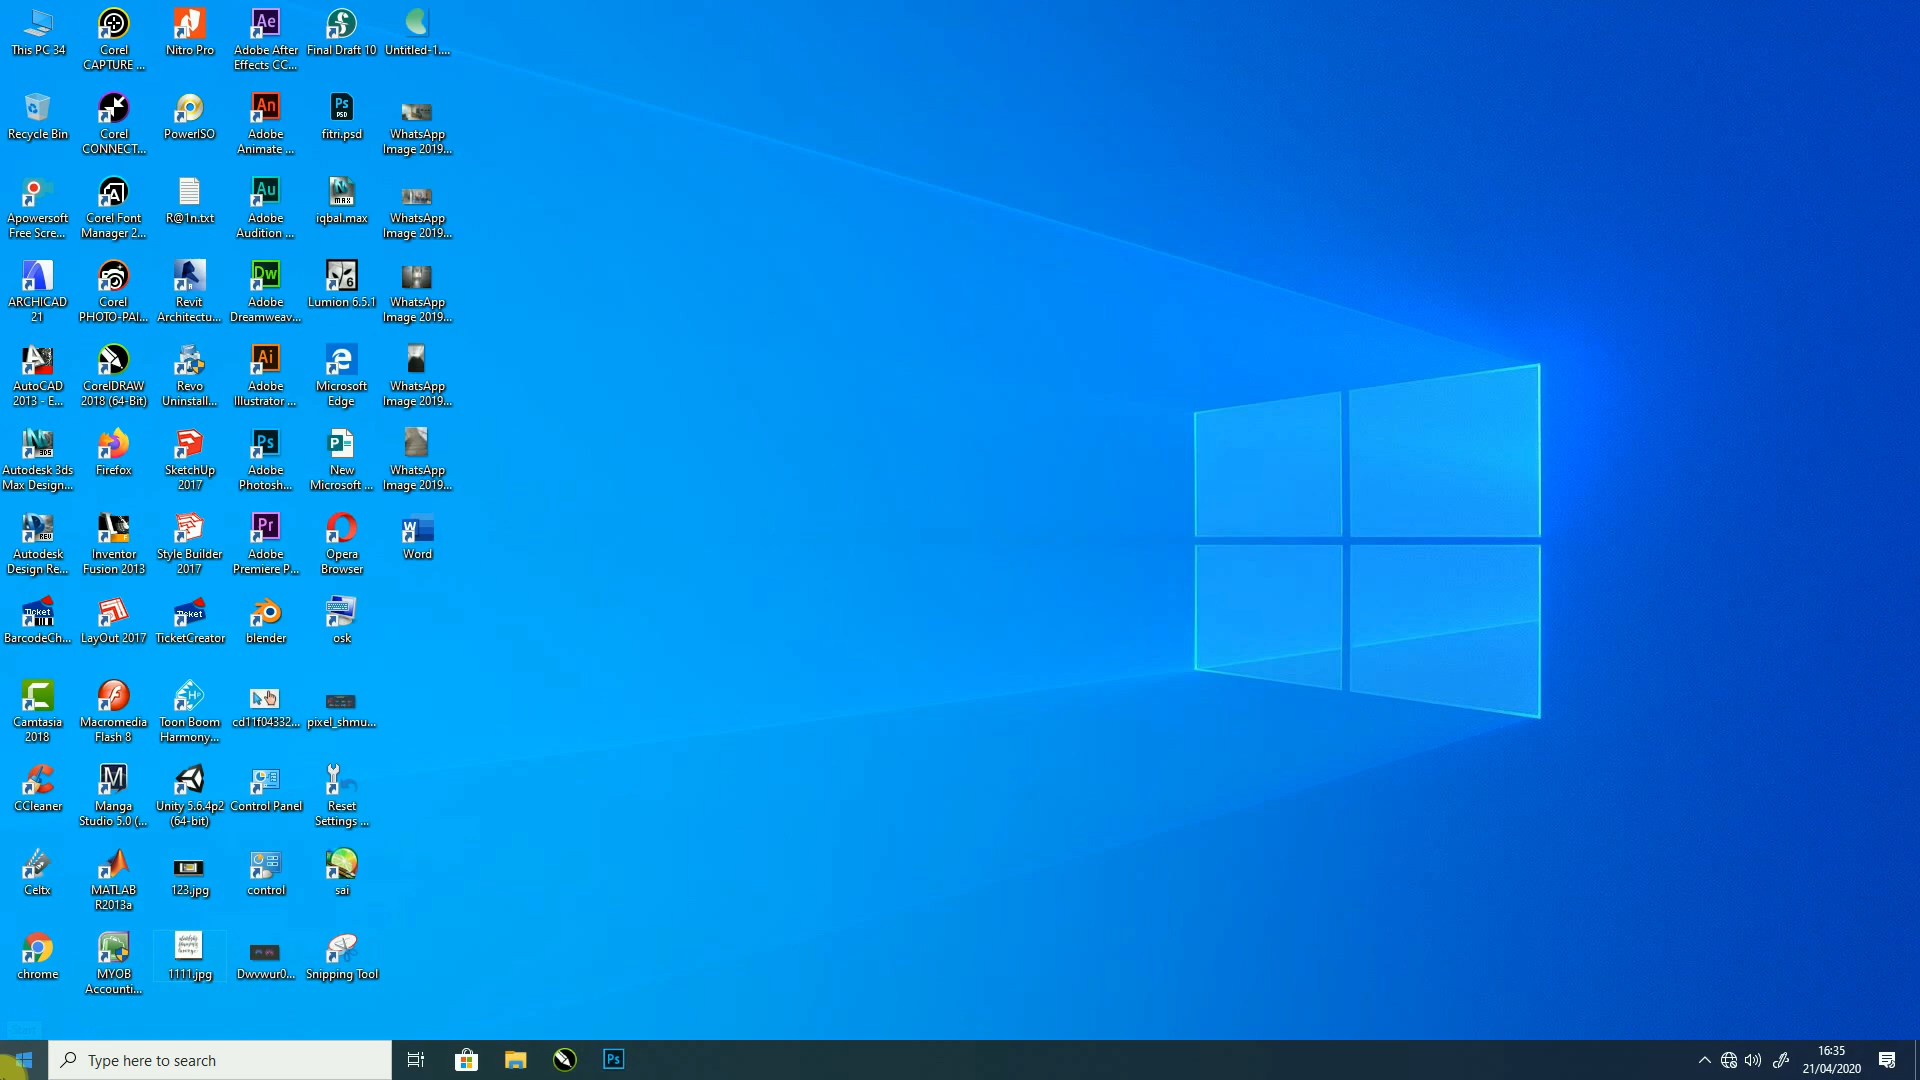 This PC 34
Corel
CAPTURE ...
Nitro Pro
Adobe After
Effects CC...
Final Draft 10
Untitled-1....
Recycle Bin
Corel
CONNECT...
PowerISO
Adobe
Animate ...
fitri.psd
WhatsApp
Image 2019...
Apowersoft
Free Scre...
Corel Font
Manager 2...
R@1n.txt
Adobe
Audition ...
iqbal.max
WhatsApp
Image 2019...
ARCHICAD
21
Corel
PHOTO-PAI...
Revit
Architectu...
Adobe
Dreamweav...
Lumion 6.5.1
WhatsApp
Image 2019...
AutoCAD
2013 - E...
CorelDRAW
2018 (64-Bit)
Revo
Uninstall...
Adobe
Illustrator ...
Microsoft
Edge
WhatsApp
Image 2019...
Autodesk 3ds
Max Design...
Firefox
SketchUp
2017
Adobe
Photosh...
New
Microsoft ...
WhatsApp
Image 2019...
Autodesk
Design Re...
Inventor
Fusion 2013
Style Builder
2017
Adobe
Premiere P...
Opera
Browser
Word
BarcodeCh...
LayOut 2017
TicketCreator
blender
osk
Camtasia
2018
Macromedia
Flash 8
Toon Boom
Harmony...
cd11f04332...
pixel_shmu...
CCleaner
Manga
Studio 5.0 (...
Unity 5.6.4p2
(64-bit)
Control Panel
Reset
Settings ...
Celtx
MATLAB
R2013a
123.jpg
control
sai
chrome
MYOB
Accounti...
1111.jpg
Dwvwur0...
Snipping Tool
Type here to search
Ps
16:35
21/04/2020